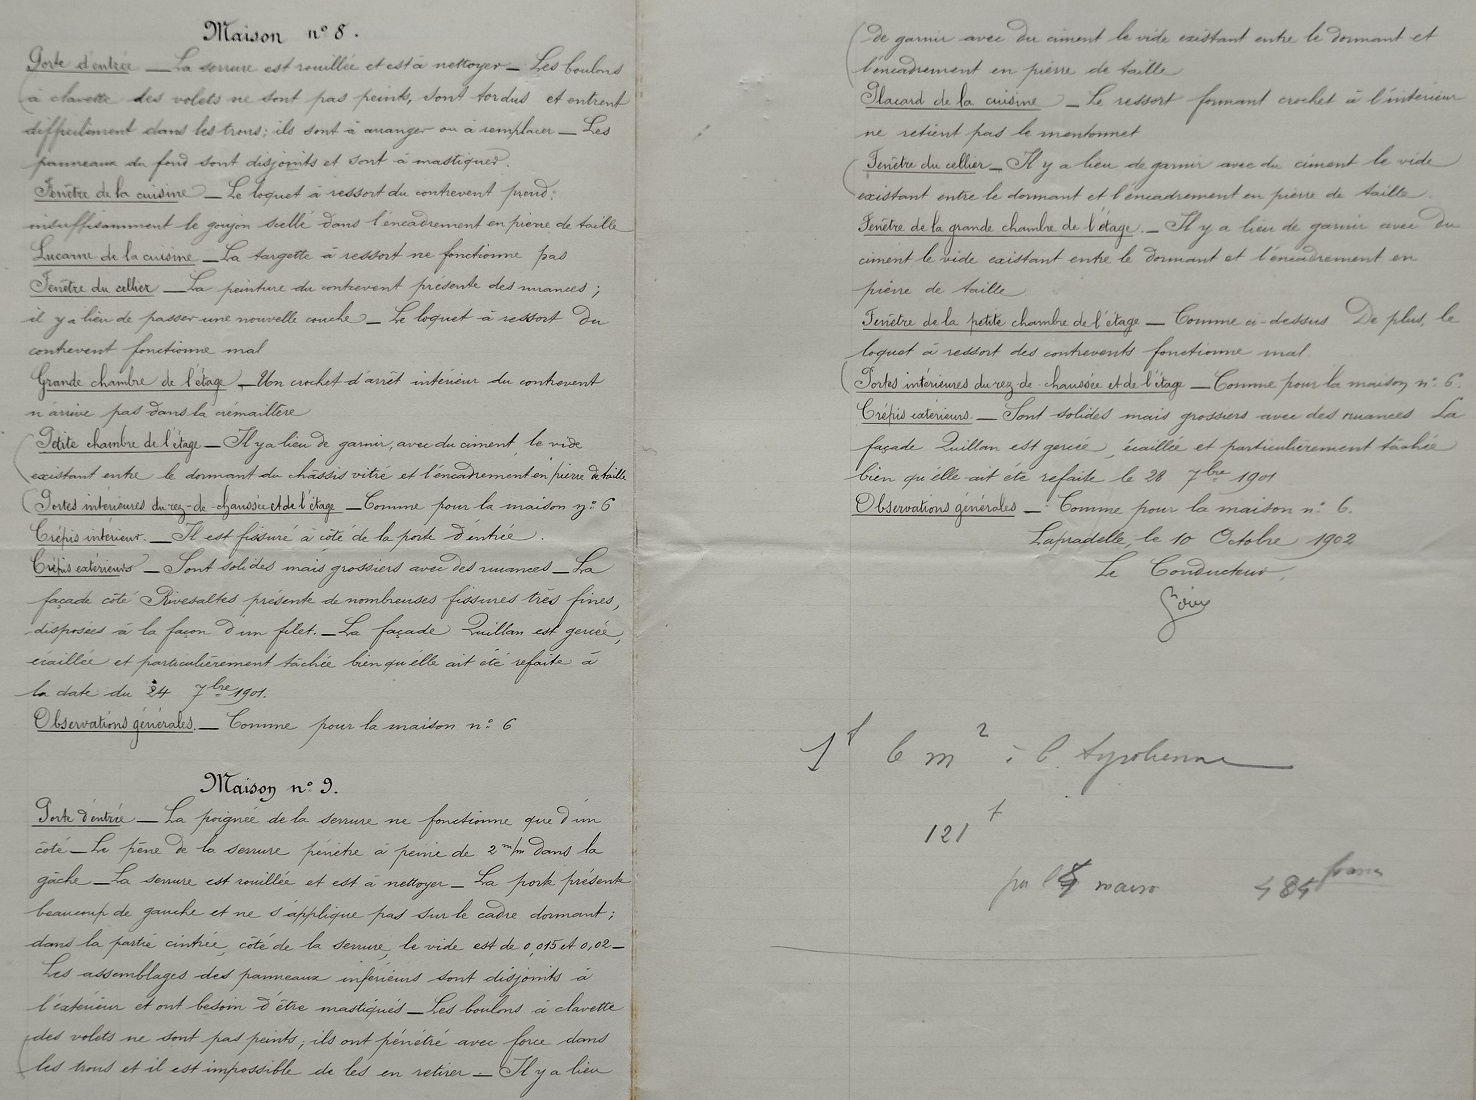 Maison n° 8.
Porte d'entrée — La serrure est rouillée et est à nettoyer — Les boulons
à clavette des volets ne sont pas peints, sont tordus et entrent
difficilement dans les trous; ils sont à arranger ou à remplacer — Les
panneaux du fond sont disjoints et sont à mastiquer.
Fenêtre de la cuisine — Le loquet à ressort du contrevent prend
insuffisamment le goujon scellé dans l'encadrement en pierre de taille
Lucarne de la cuisine — La targette à ressort ne fonctionne pas
Fenêtre du cellier — La peinture du contrevent présente des nuances;
il y a lieu de passer une nouvelle couche — Le loquet à ressort du
contrevent fonctionne mal
Grande chambre de l'étage — Un crochet d'arrêt intérieur du contrevent
n'arrive pas dans la crémaillère
Petite chambre de l'étage — Il y a lieu de garnir, avec du ciment, le vide
existant entre le dormant du châssis vitré et l'encadrement en pierre de taille
Portes intérieures du rez-de-chaussée et de l'étage — Comme pour la maison n° 6
Crépis intérieur — Il est fissuré à côté de la porte d'entrée.
Crépis extérieurs — Sont solides mais grossiers avec des nuances — La
façade côté Rivesaltes présente de nombreuses fissures très fines,
disposées à la façon d'un filet. — La façade Quillan est gercée,
écaillée et particulièrement tâchée bien qu'elle ait été refaite à
la date du 24 7bre 1901.
Observations générales. — Comme pour la maison n° 6
Maison n° 9.
Porte d'entrée — La poignée de la serrure ne fonctionne que d'un
côté — Le pêne de la serrure pénètre à peine de 2 m/m dans la
gâche — La serrure est rouillée et est à nettoyer — La porte présente
beaucoup de gauche et ne s'applique pas sur le cadre dormant;
dans la partie cintrée, côté de la serrure, le vide est de 0,015 et 0,02 —
Les assemblages des panneaux inférieurs sont disjoints à
l'extérieur et ont besoin d'être mastiqués — Les boulons à clavette
des volets ne sont pas peints; ils ont pénétré avec force dans
les trous et il est impossible de les en retirer — Il y a lieu
de garnir avec du ciment le vide existant entre le dormant et
l'encadrement en pierre de taille
Placard de la cuisine — Le ressort formant crochet à l'intérieur
ne retient pas le mentonnet
Fenêtre du cellier — Il y a lieu de garnir avec du ciment le vide
existant entre le dormant et l'encadrement en pierre de taille.
Fenêtre de la grande chambre de l'étage. — Il y a lieu de garnir avec du
ciment le vide existant entre le dormant et l'encadrement en
pierre de taille
Fenêtre de la petite chambre de l'étage — Comme ci-dessus De plus, le
loquet à ressort des contrevents fonctionne mal.
Portes intérieures du rez-de-chaussée et de l'étage — Comme pour la maison n° 6.
Crépis extérieurs. — Sont solides mais grossiers avec des nuances La
façade Quillan est gercée, écaillée et particulièrement tâchée
bien qu'elle ait été refaite le 28 7bre 1901
Observations générales — Comme pour la maison n° 6.
Lapradelle, le 10 Octobre 1902
Le Conducteur,
1f le m2 à la tyrolienne
121 f
484 francs